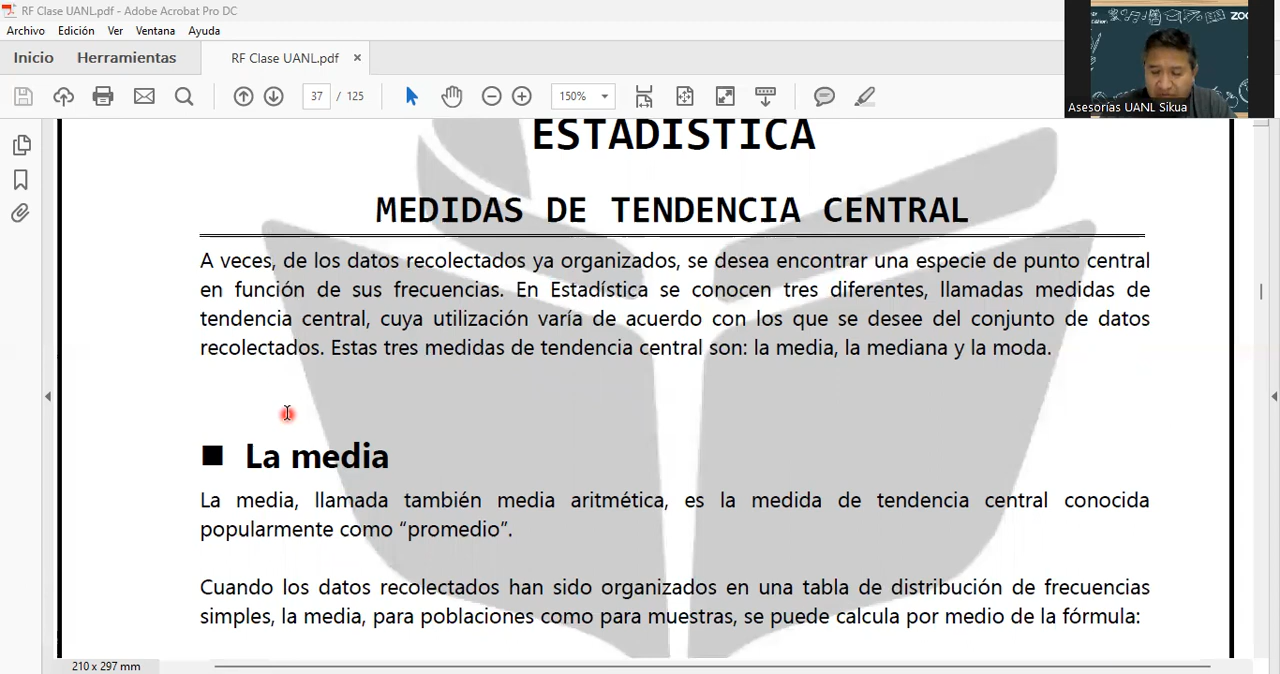 RF Clase UANL.pdf - Adobe Acrobat Pro DC
Archivo Edición Ver Ventana Ayuda
Inicio Herramientas RF Clase UANL.pdf ×
37 / 125 150%
Asesorías UANL Sikua
ESTADISTICA
MEDIDAS DE TENDENCIA CENTRAL
A veces, de los datos recolectados ya organizados, se desea encontrar una especie de punto central
en función de sus frecuencias. En Estadística se conocen tres diferentes, llamadas medidas de
tendencia central, cuya utilización varía de acuerdo con los que se desee del conjunto de datos
recolectados. Estas tres medidas de tendencia central son: la media, la mediana y la moda.
■ La media
La media, llamada también media aritmética, es la medida de tendencia central conocida
popularmente como “promedio”.
Cuando los datos recolectados han sido organizados en una tabla de distribución de frecuencias
simples, la media, para poblaciones como para muestras, se puede calcula por medio de la fórmula:
210 x 297 mm